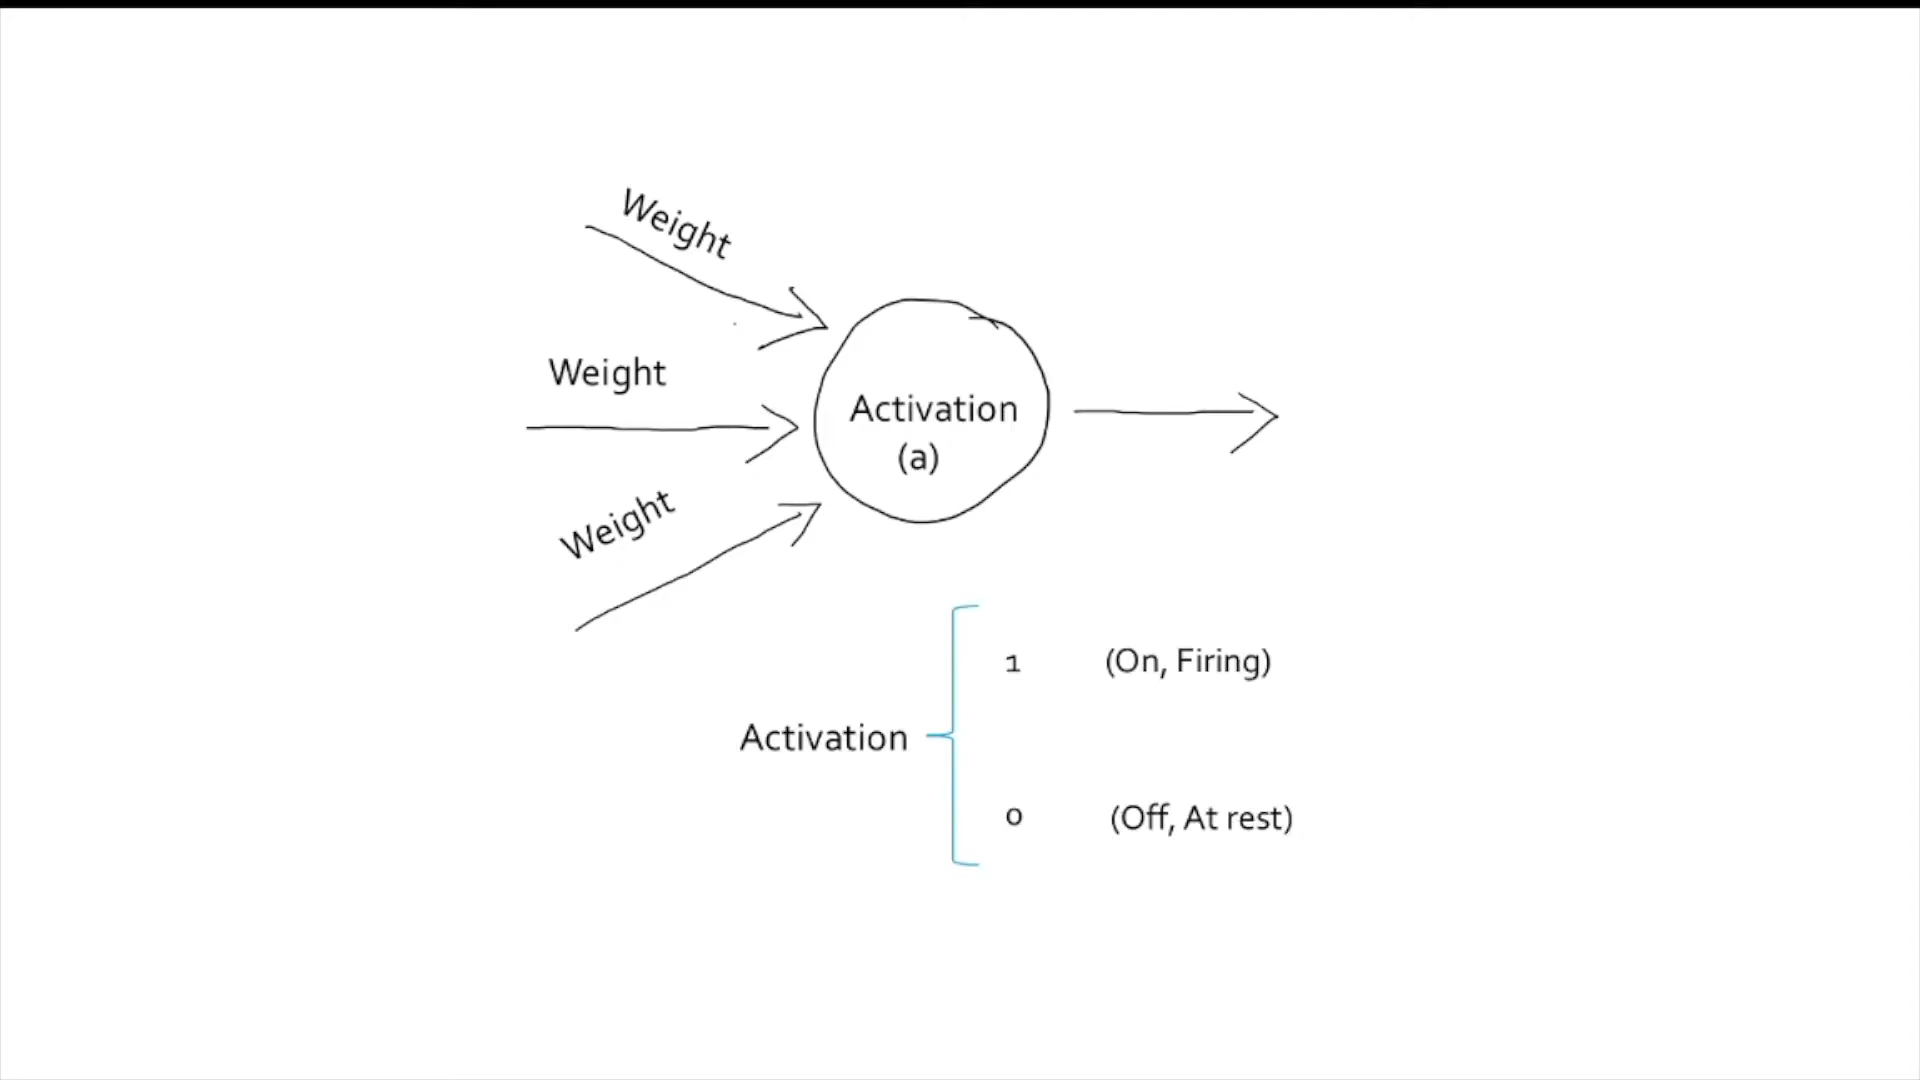 Weight
Weight
Activation
(a)
Weight
1 (On, Firing)
Activation
0 (Off, At rest)